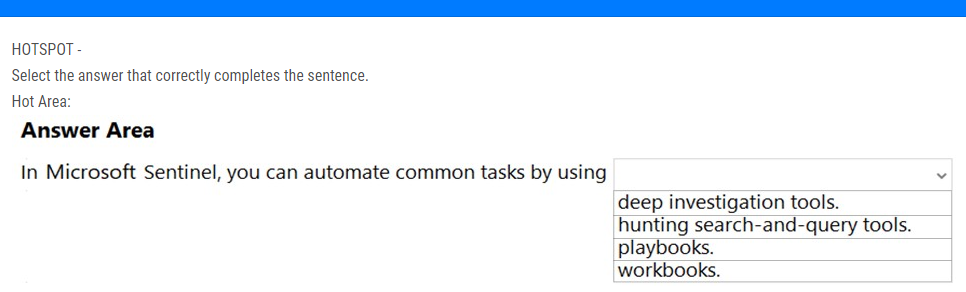 HOTSPOT -
Select the answer that correctly completes the sentence.
Hot Area:
Answer Area
In Microsoft Sentinel, you can automate common tasks by using
deep investigation tools.
hunting search-and-query tools.
playbooks.
workbooks.